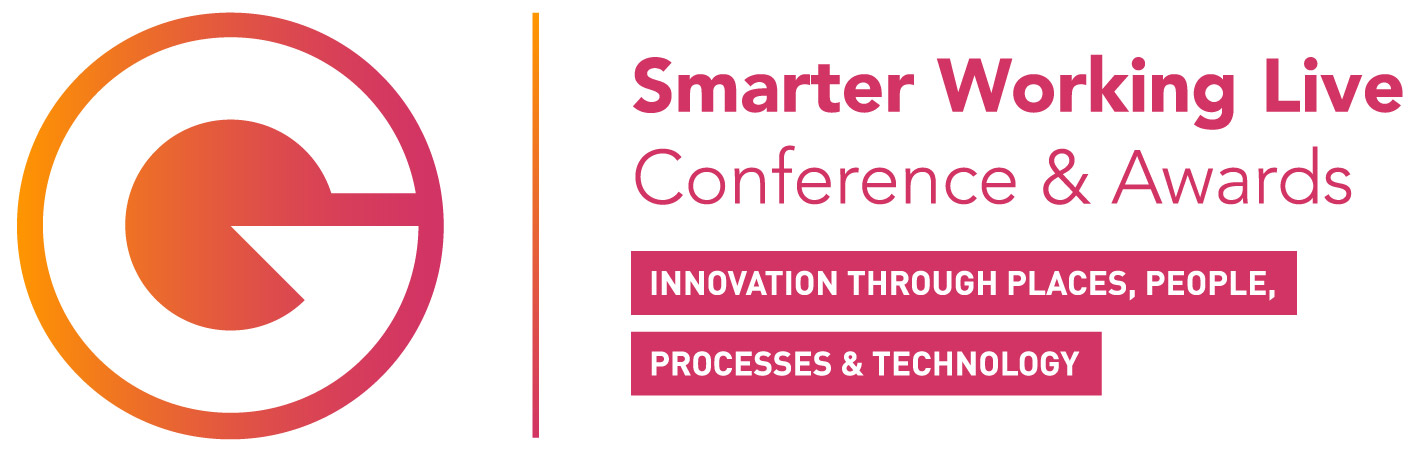 Smarter Working Live
Conference & Awards
INNOVATION THROUGH PLACES, PEOPLE,
PROCESSES & TECHNOLOGY